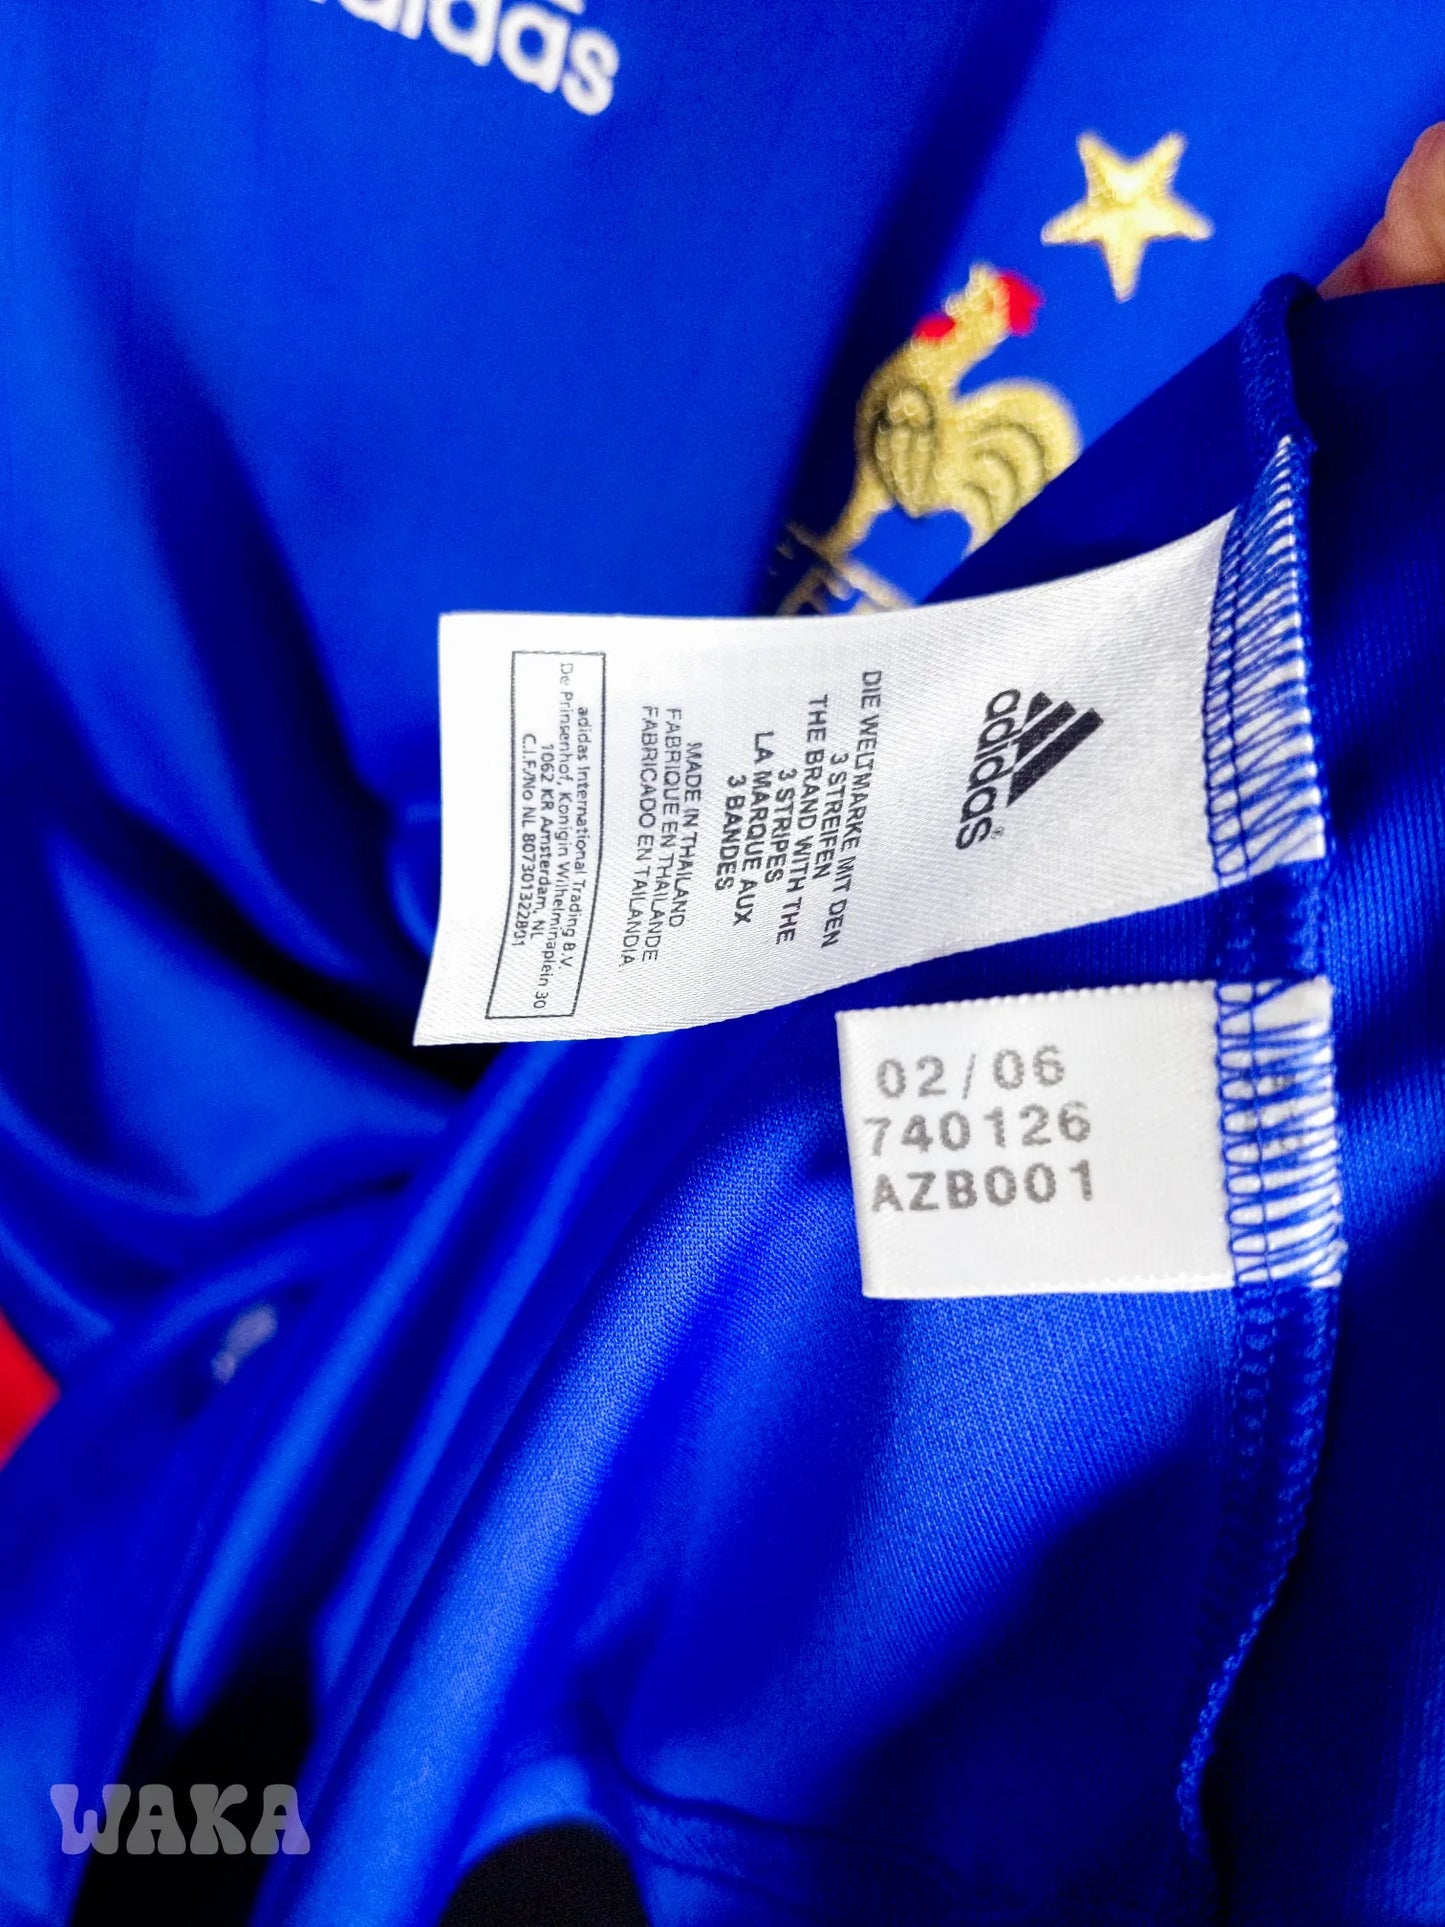 adidas
adidas®
DIE WELTMARKE MIT DEN
3 STREIFEN
THE BRAND WITH THE
3 STRIPES
LA MARQUE AUX
3 BANDES
MADE IN THAILAND
FABRIQUE EN THAILANDE
FABRICADO EN TAILANDIA
adidas International Trading B.V.
De Prinsenhof, Konigin Wilhelminaplein 30
1062 KR Amsterdam, NL
C.I.F./No NL 807301322B01
02/06
740126
AZB001
WAKA